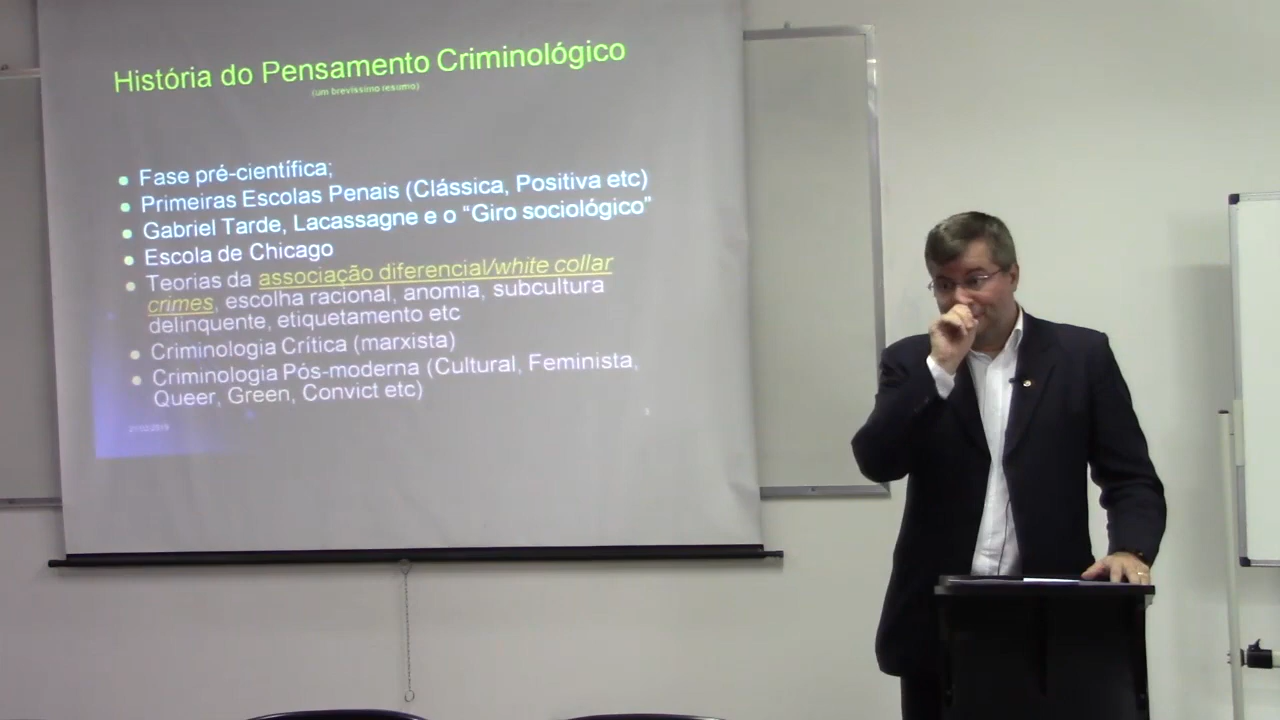 História do Pensamento Criminológico
(um brevíssimo resumo)
Fase pré-científica;
Primeiras Escolas Penais (Clássica, Positiva etc)
Gabriel Tarde, Lacassagne e o “Giro sociológico”
Escola de Chicago
Teorias da associação diferencial/white collar
crimes, escolha racional, anomia, subcultura
delinquente, etiquetamento etc
Criminologia Crítica (marxista)
Criminologia Pós-moderna (Cultural, Feminista,
Queer, Green, Convict etc)